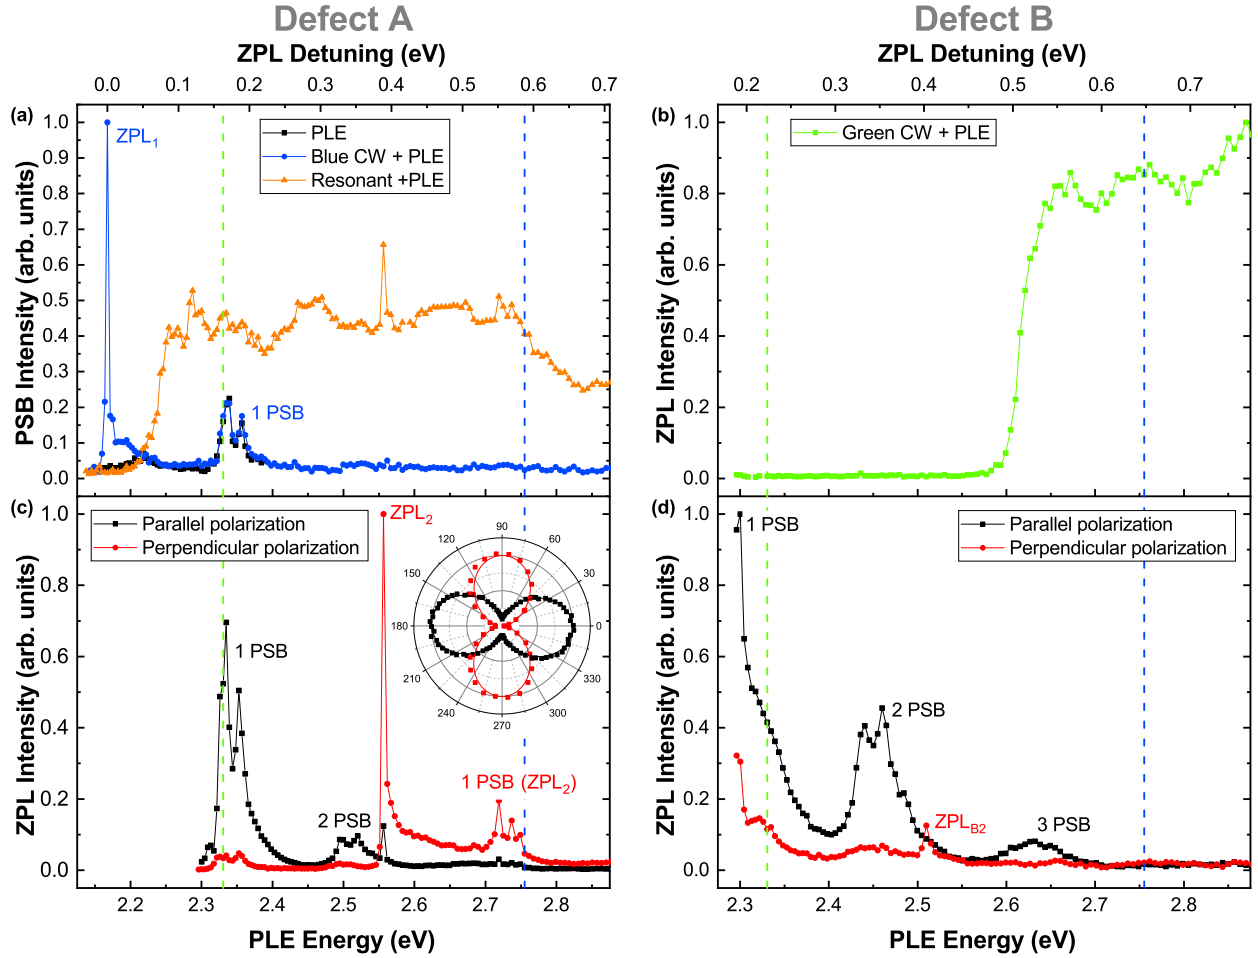 Defect A
Defect B
ZPL Detuning (eV)
ZPL Detuning (eV)
0.0 0.1 0.2 0.3 0.4 0.5 0.6 0.7
0.2 0.3 0.4 0.5 0.6 0.7
(a)
PSB Intensity (arb. units)
1.0
0.9
0.8
0.7
0.6
0.5
0.4
0.3
0.2
0.1
0.0
ZPL1
PLE
Blue CW + PLE
Resonant +PLE
1 PSB
(b)
ZPL Intensity (arb. units)
1.0
0.8
0.6
0.4
0.2
0.0
Green CW + PLE
(c)
ZPL Intensity (arb. units)
1.0
0.8
0.6
0.4
0.2
0.0
Parallel polarization
Perpendicular polarization
ZPL2
1 PSB
2 PSB
1 PSB (ZPL2)
90
120 60
150 30
180 0
210 330
240 300
270
2.2 2.3 2.4 2.5 2.6 2.7 2.8
PLE Energy (eV)
(d)
ZPL Intensity (arb. units)
1.0
0.8
0.6
0.4
0.2
0.0
1 PSB
Parallel polarization
Perpendicular polarization
2 PSB
ZPLB2
3 PSB
2.3 2.4 2.5 2.6 2.7 2.8
PLE Energy (eV)